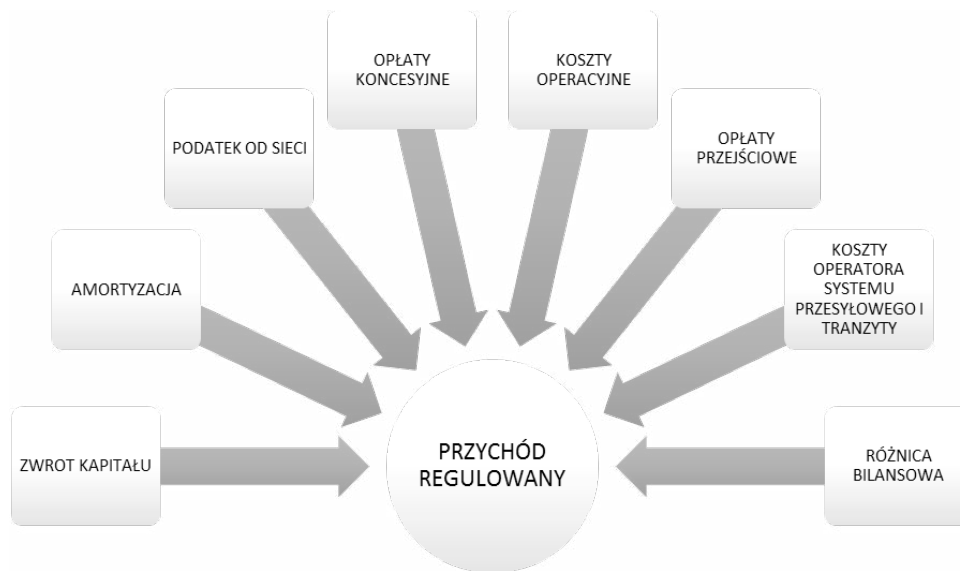 OPŁATY
KONCESYJNE
KOSZTY
OPERACYJNE
PODATEK OD SIECI
OPŁATY
PRZEJŚCIOWE
AMORTYZACJA
KOSZTY
OPERATORA
SYSTEMU
PRZESYŁOWEGO I
TRANZYTY
ZWROT KAPITAŁU
PRZYCHÓD
REGULOWANY
RÓŻNICA
BILANSOWA